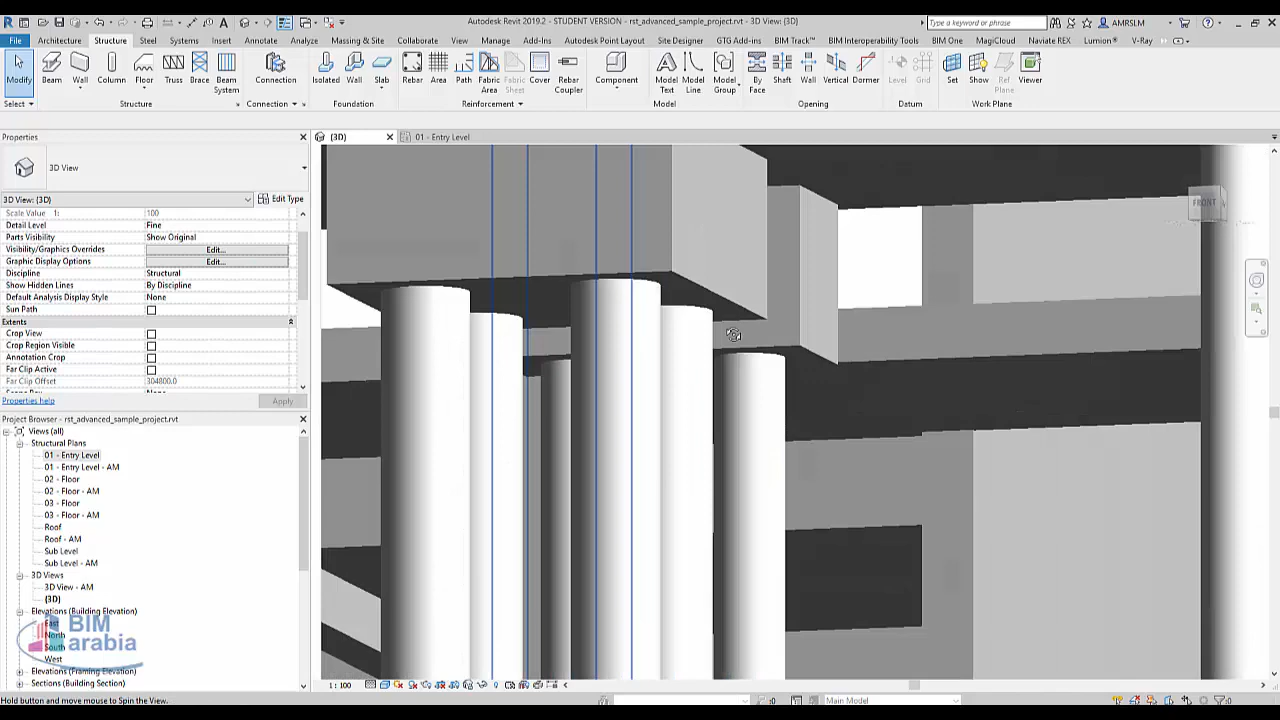 Autodesk Revit 2019.2 - STUDENT VERSION - rst_advanced_sample_project.rvt - 3D View: {3D}
Type a keyword or phrase
AMRSLM
File Architecture Structure Steel Systems Insert Annotate Analyze Massing & Site Collaborate View Manage Add-Ins Autodesk Point Layout Site Designer GTG Add-ins BIM Track™ BIM Interoperability Tools BIM One MagiCloud Naviate REX Lumion® V-Ray
Modify Beam Wall Column Floor Truss Brace Beam System Connection Isolated Wall Slab Rebar Area Path Fabric Area Fabric Sheet Cover Rebar Coupler Component Model Text Model Line Model Group By Face Shaft Wall Vertical Dormer Level Grid Set Show Ref Plane Viewer
Select Structure Connection Foundation Reinforcement Model Opening Datum Work Plane
Properties
{3D}
01 - Entry Level
3D View
3D View: {3D}
Edit Type
Scale Value 1: 100
Detail Level Fine
Parts Visibility Show Original
Visibility/Graphics Overrides Edit...
Graphic Display Options Edit...
Discipline Structural
Show Hidden Lines By Discipline
Default Analysis Display Style None
Sun Path
Extents
Crop View
Crop Region Visible
Annotation Crop
Far Clip Active
Far Clip Offset 304800.0
Properties help
Apply
FRONT
Project Browser - rst_advanced_sample_project.rvt
Views (all)
Structural Plans
01 - Entry Level
01 - Entry Level - AM
02 - Floor
02 - Floor - AM
03 - Floor
03 - Floor - AM
Roof
Roof - AM
Sub Level
Sub Level - AM
3D Views
3D View - AM
{3D}
Elevations (Building Elevation)
East
North
South
West
BIM
arabia
Elevations (Framing Elevation)
Sections (Building Section)
1 : 100
Hold button and move mouse to Spin the View.
:0
Main Model
:0